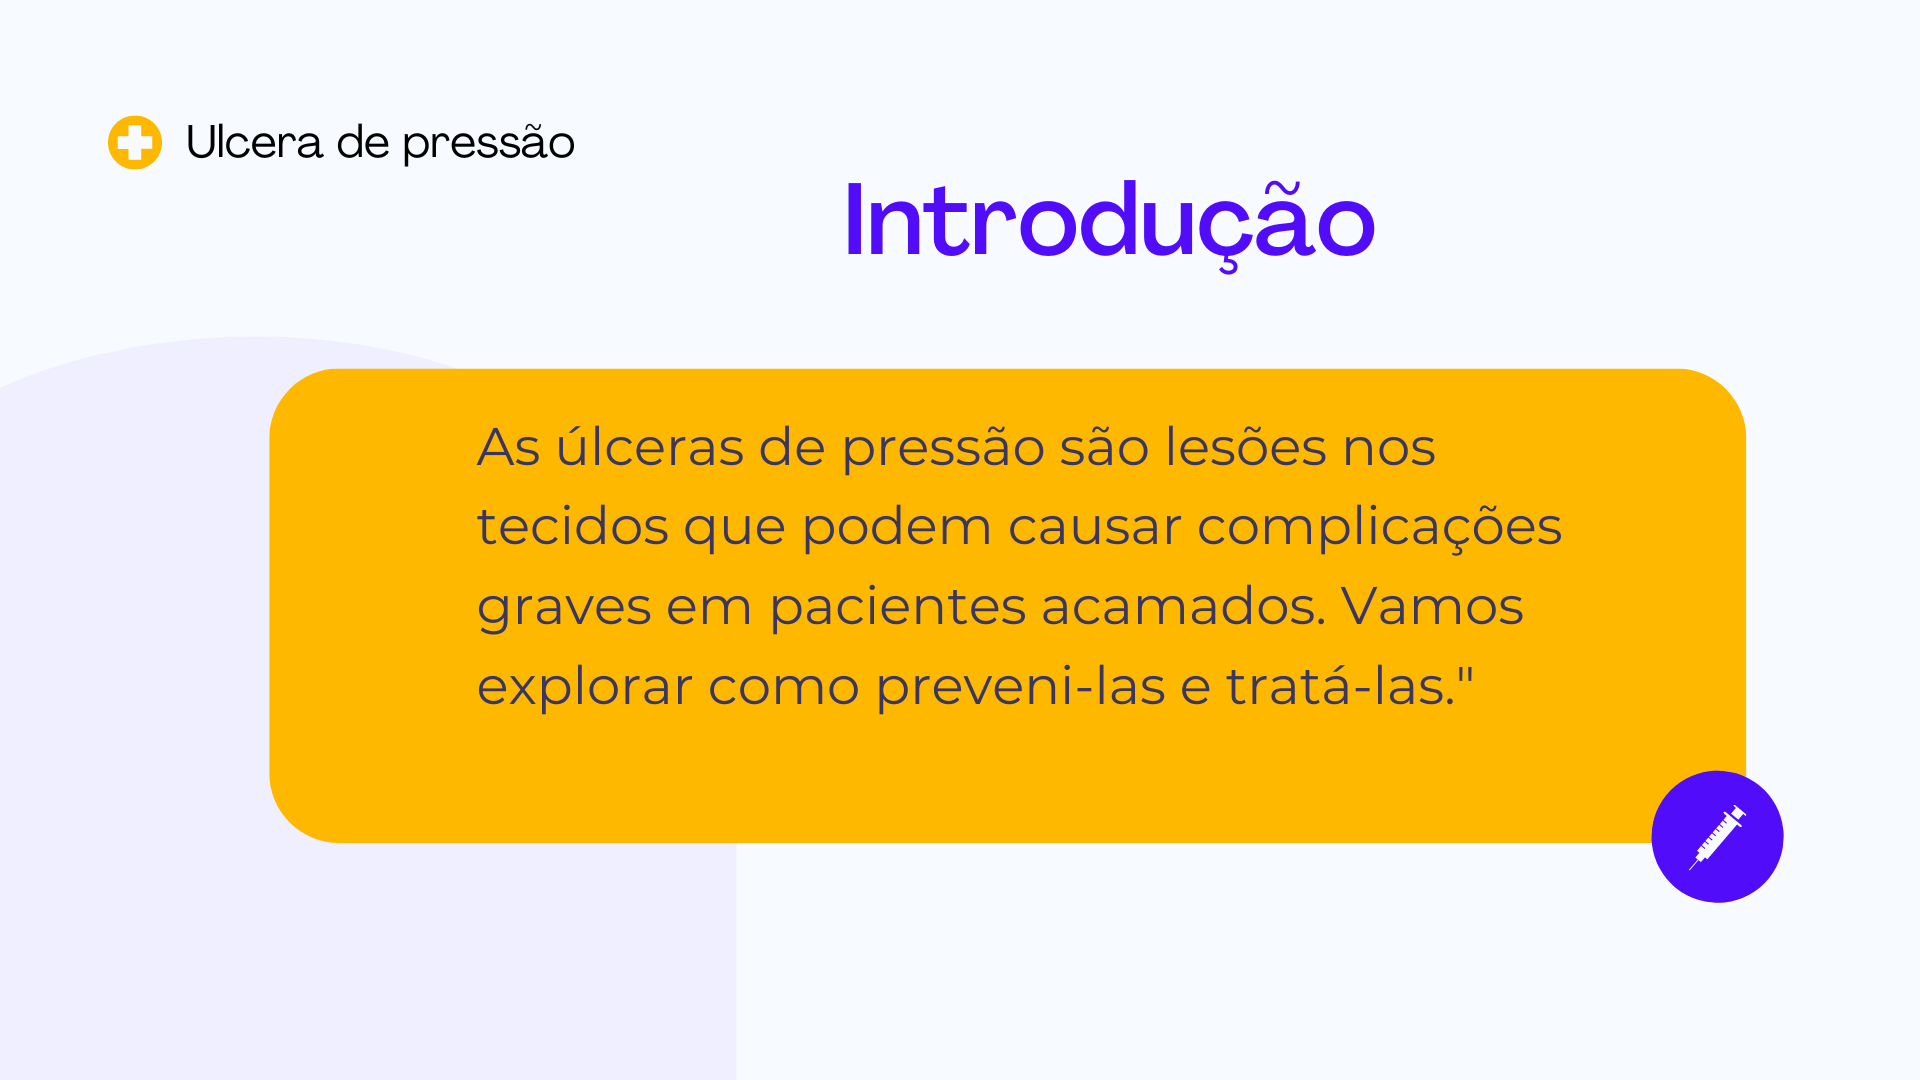 Ulcera de pressão
Introdução
As úlceras de pressão são lesões nos
tecidos que podem causar complicações
graves em pacientes acamados. Vamos
explorar como preveni-las e tratá-las."